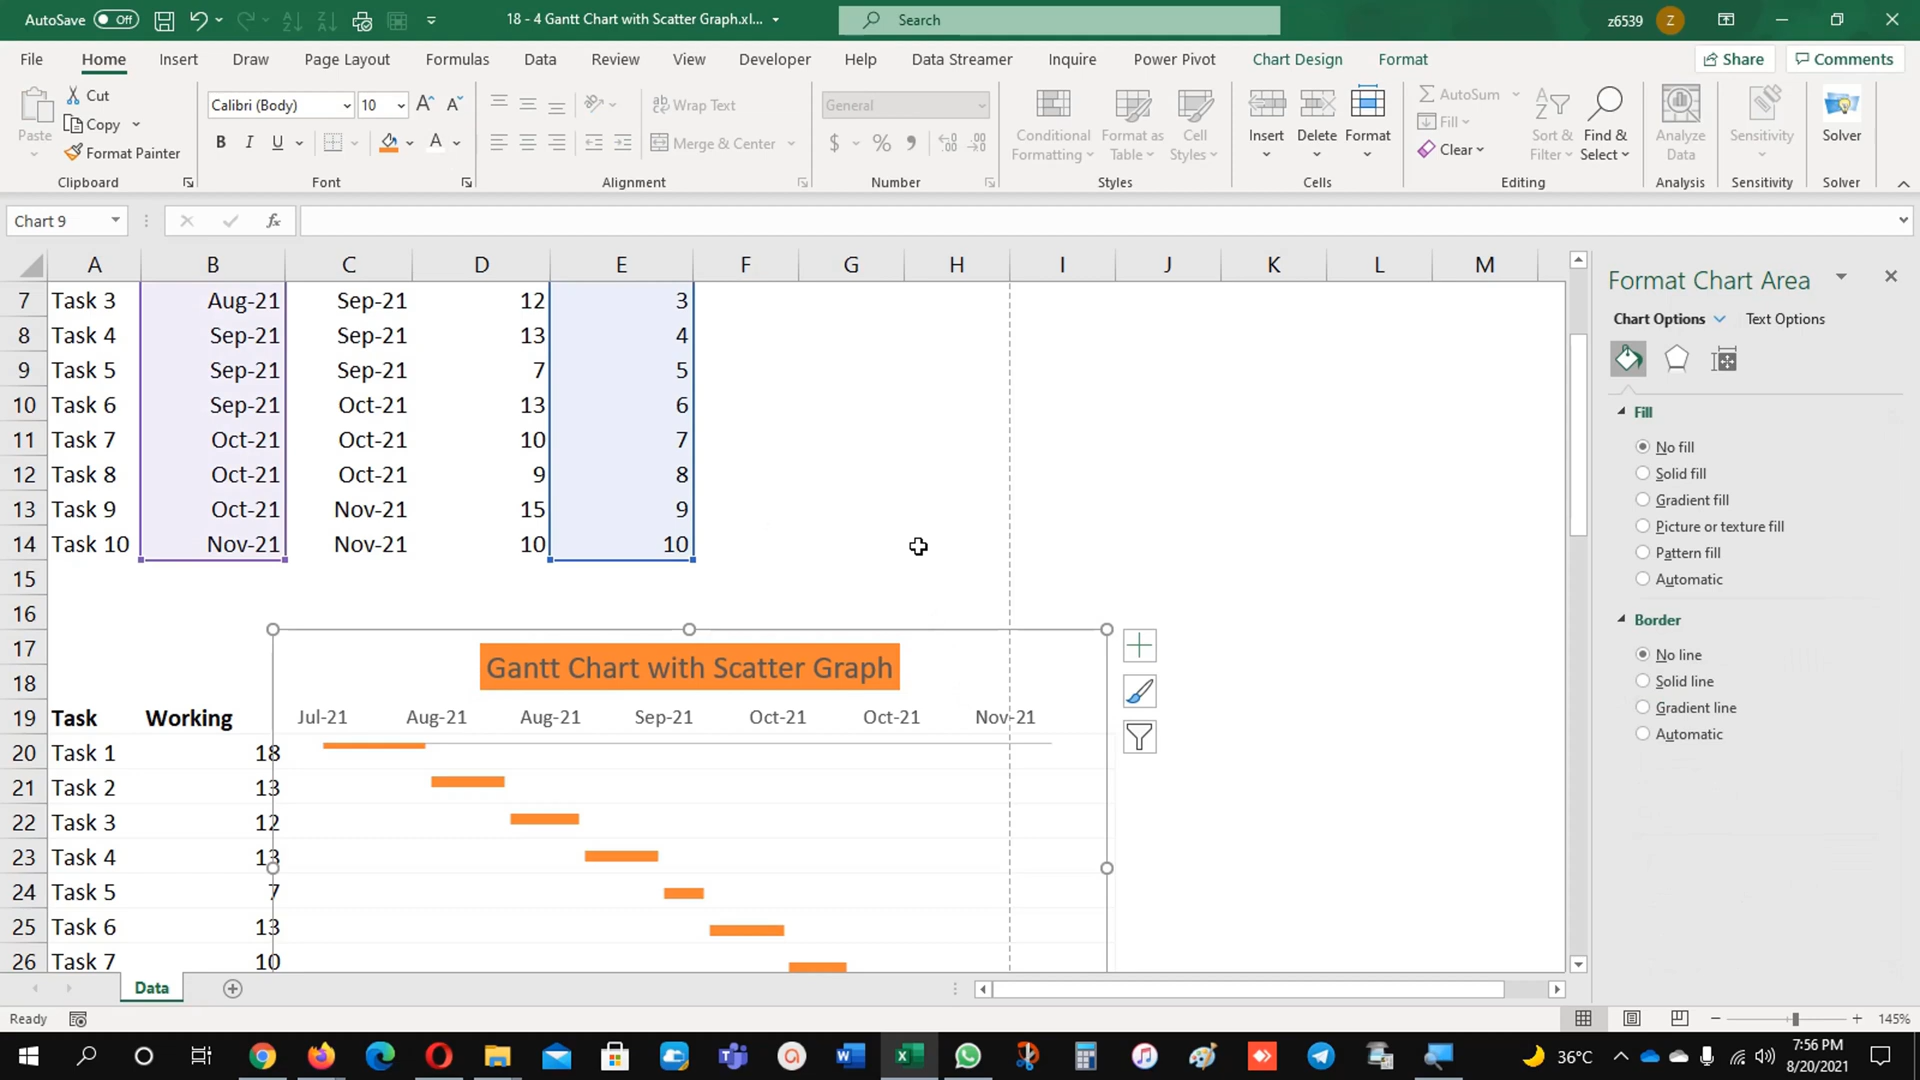 AutoSave Off 18 - 4 Gantt Chart with Scatter Graph.xl... Search z6539 Z
File Home Insert Draw Page Layout Formulas Data Review View Developer Help Data Streamer Inquire Power Pivot Chart Design Format Share Comments
Paste Cut Copy Format Painter Clipboard
Calibri (Body) 10 A A B I U A Font
Wrap Text Merge & Center Alignment
General $ % Number
Conditional Formatting Format as Table Cell Styles Styles
Insert Delete Format Cells
AutoSum Fill Clear Sort & Filter Find & Select Editing
Analyze Data Analysis
Sensitivity Sensitivity
Solver Solver
Chart 9 fx
A B C D E F G H I J K L M
7 Task 3 Aug-21 Sep-21 12 3
8 Task 4 Sep-21 Sep-21 13 4
9 Task 5 Sep-21 Sep-21 7 5
10 Task 6 Sep-21 Oct-21 13 6
11 Task 7 Oct-21 Oct-21 10 7
12 Task 8 Oct-21 Oct-21 9 8
13 Task 9 Oct-21 Nov-21 15 9
14 Task 10 Nov-21 Nov-21 10 10
15
16
17
Gantt Chart with Scatter Graph
18
19 Task Working Jul-21 Aug-21 Aug-21 Sep-21 Oct-21 Oct-21 Nov-21
20 Task 1 18
21 Task 2 13
22 Task 3 12
23 Task 4 13
24 Task 5 7
25 Task 6 13
26 Task 7 10
Format Chart Area
Chart Options Text Options
Fill
No fill
Solid fill
Gradient fill
Picture or texture fill
Pattern fill
Automatic
Border
No line
Solid line
Gradient line
Automatic
Data
Ready 145%
36°C 7:56 PM
8/20/2021